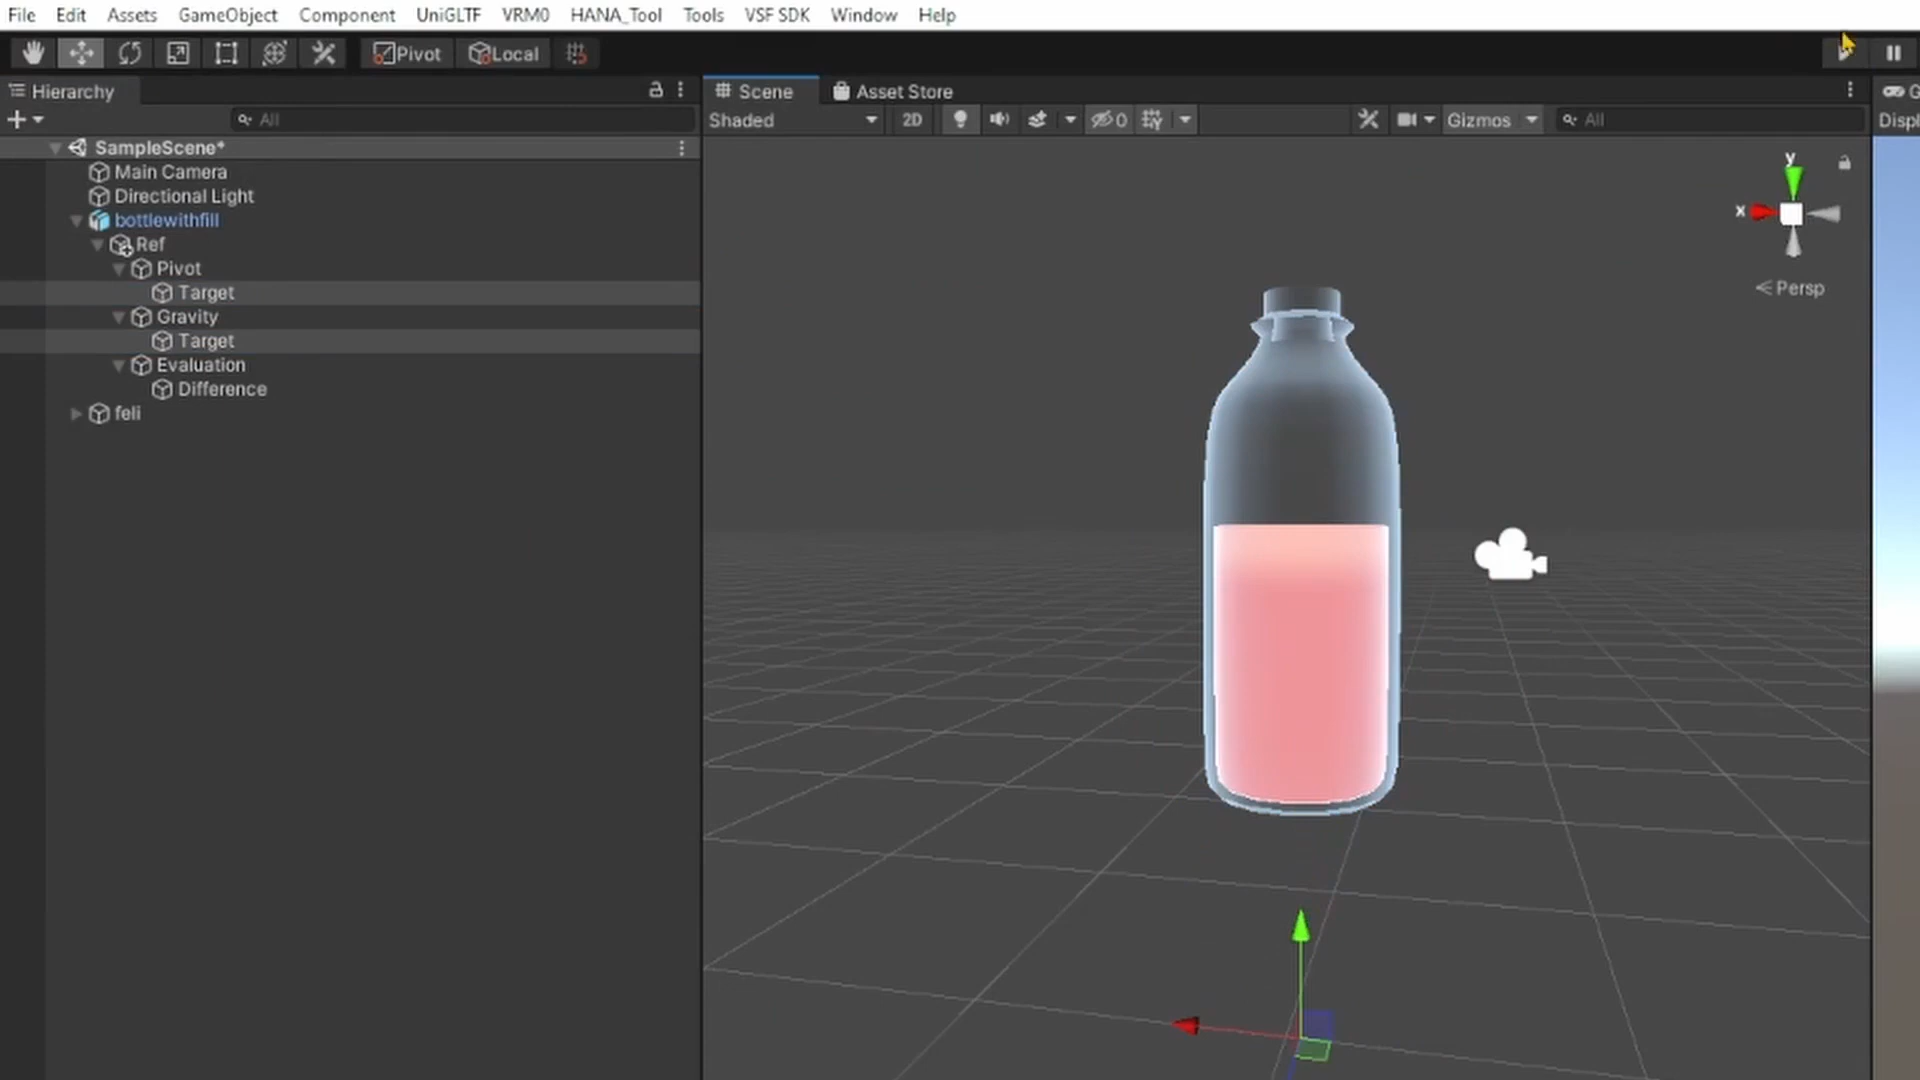 File Edit Assets GameObject Component UniGLTF VRM0 HANA_Tool Tools VSF SDK Window Help
Pivot Local
Hierarchy
Scene Asset Store
All
Shaded 2D 0 Gizmos All
Displ
SampleScene*
Main Camera
Directional Light
bottlewithfill
Ref
Pivot
Target
Gravity
Target
Evaluation
Difference
feli
y
x
< Persp